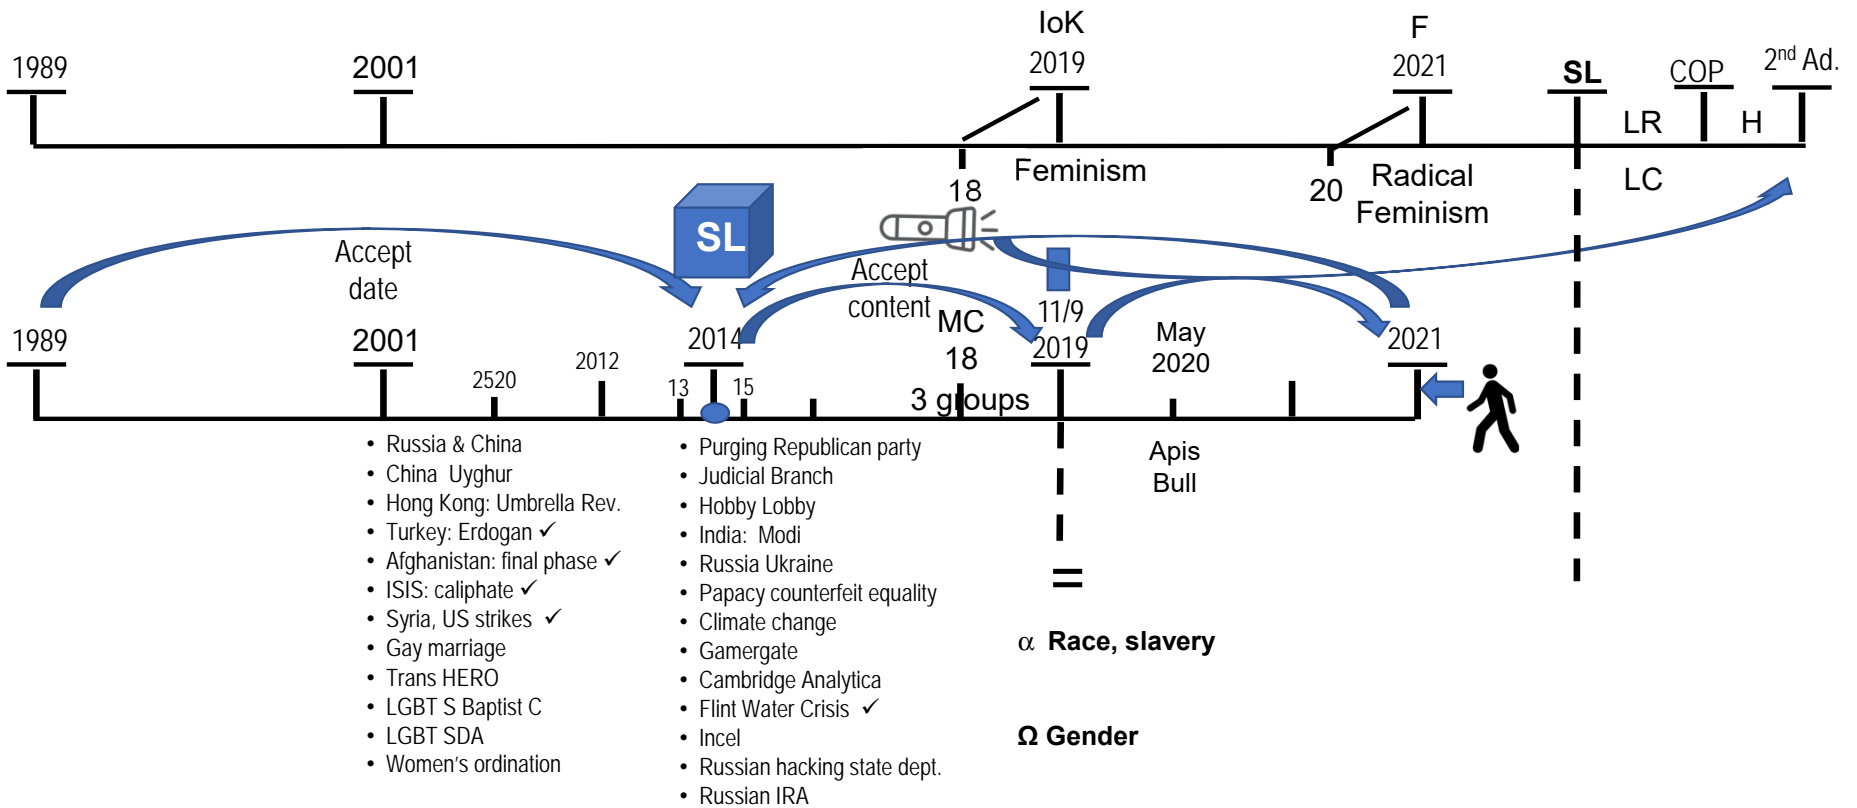 IoK
F
1989
2001
2019
2021
SL
COP
2nd Ad.
LR
H
18
Feminism
20
Radical
Feminism
LC
SL
Accept
date
Accept
content
MC
18
3 groups
11/9
1989
2001
2520
2012
13
2014
15
2019
May
2020
2021
• Russia & China
• China Uyghur
• Hong Kong: Umbrella Rev.
• Turkey: Erdogan ✓
• Afghanistan: final phase ✓
• ISIS: caliphate ✓
• Syria, US strikes ✓
• Gay marriage
• Trans HERO
• LGBT S Baptist C
• LGBT SDA
• Women's ordination
• Purging Republican party
• Judicial Branch
• Hobby Lobby
• India: Modi
• Russia Ukraine
• Papacy counterfeit equality
• Climate change
• Gamergate
• Cambridge Analytica
• Flint Water Crisis ✓
• Incel
• Russian hacking state dept.
• Russian IRA
Apis
Bull
=
α Race, slavery
Ω Gender